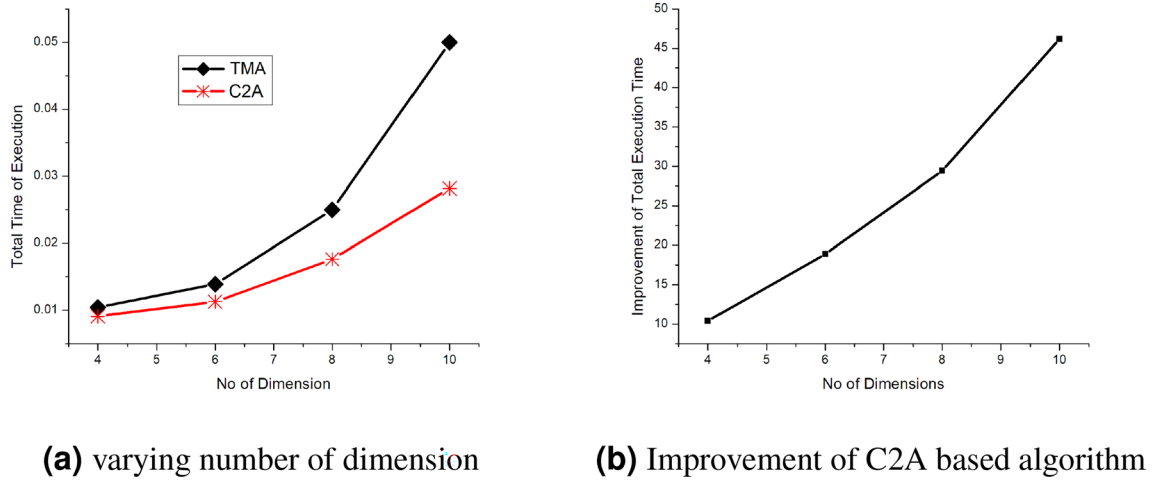 0.05
0.04
0.03
0.02
0.01
Total Time of Execution
TMA
C2A
4 5 6 7 8 9 10
No of Dimension
(a) varying number of dimension
50
45
40
35
30
25
20
15
10
Improvement of Total Execution Time
4 5 6 7 8 9 10
No of Dimensions
(b) Improvement of C2A based algorithm